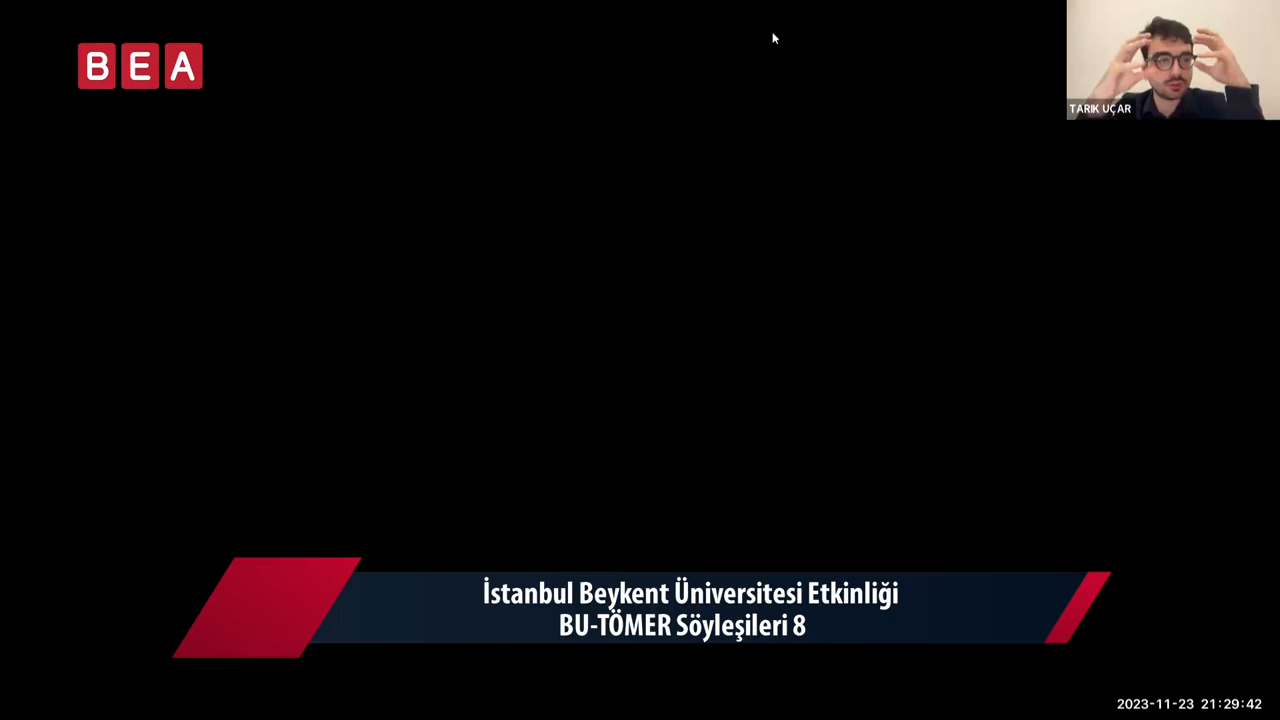 BEA
TARIK UÇAR
İstanbul Beykent Üniversitesi Etkinliği
BU-TÖMER Söyleşileri 8
2023-11-23 21:29:42